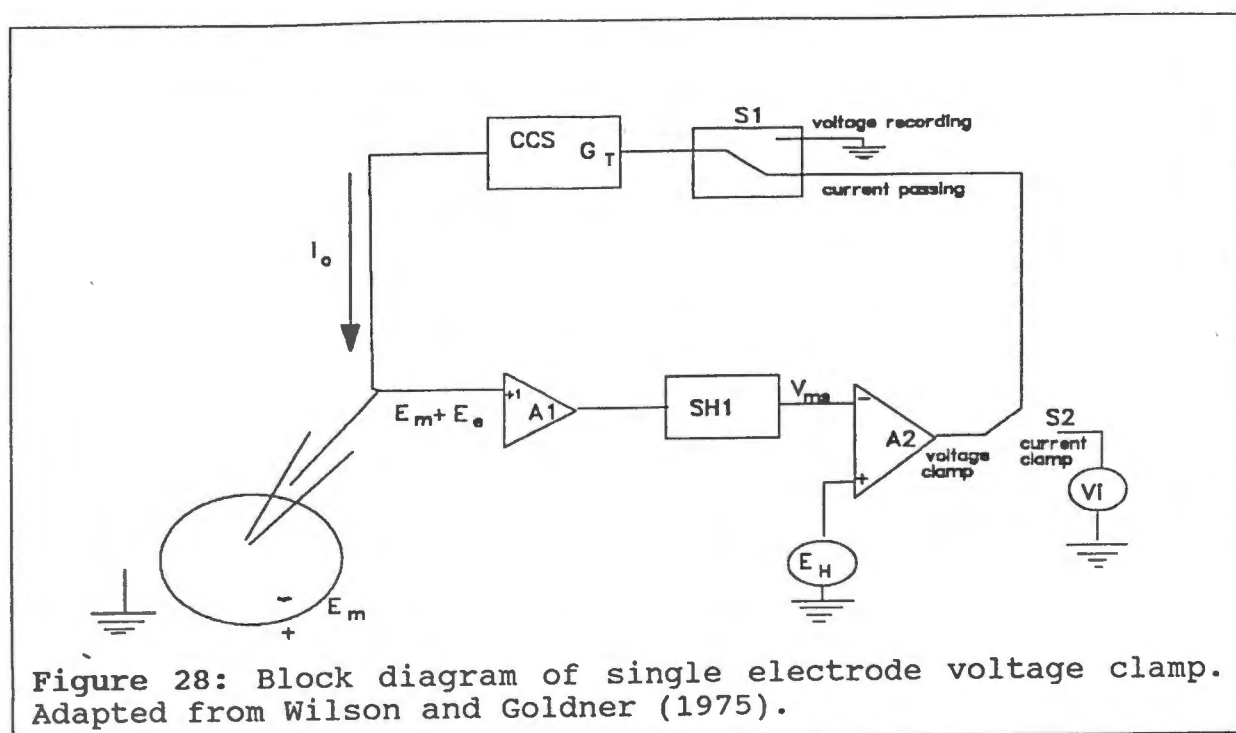 S1
voltage recording
CCS
G T
current passing
I o
E m + E e
+1
A1
SH1
V ms
-
A2
+
voltage
clamp
S2
current
clamp
Vi
E H
-
E m
+
Figure 28: Block diagram of single electrode voltage clamp.
Adapted from Wilson and Goldner (1975).